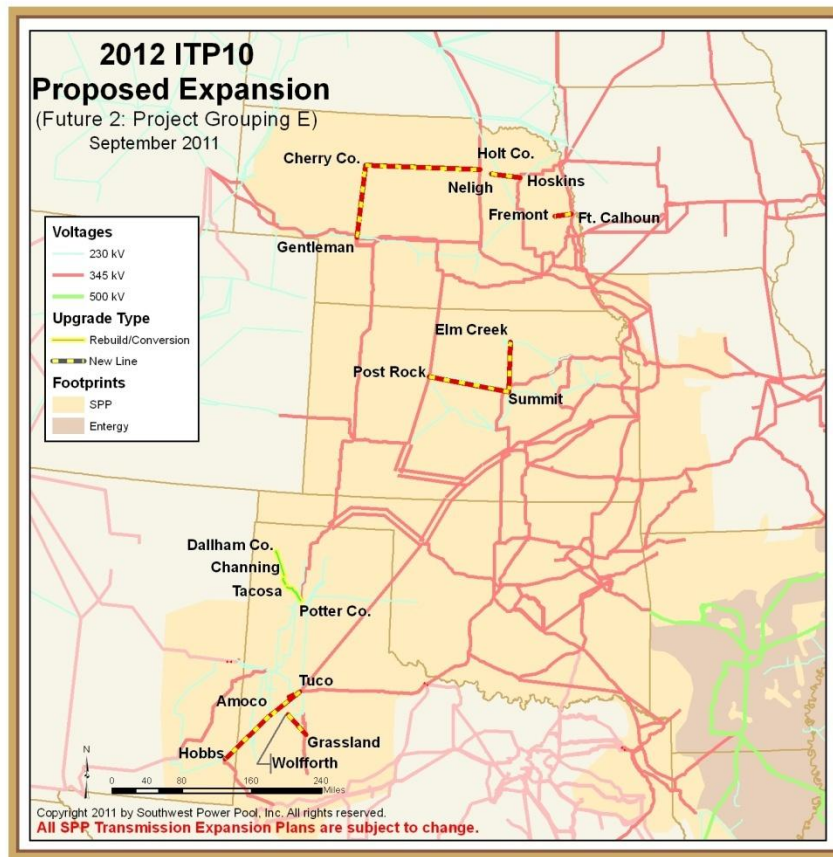 2012 ITP10
Proposed Expansion
(Future 2: Project Grouping E)
September 2011
Cherry Co.
Holt Co.
Neligh
Hoskins
Fremont
Ft. Calhoun
Gentleman
Voltages
230 kV
345 kV
500 kV
Upgrade Type
Rebuild/Conversion
New Line
Footprints
SPP
Entergy
Elm Creek
Post Rock
Summit
Dallham Co.
Channing
Tacosa
Potter Co.
Tuco
Amoco
Hobbs
Grassland
Wolfforth
N
0 40 80 160 240
Miles
Copyright 2011 by Southwest Power Pool, Inc. All rights reserved.
All SPP Transmission Expansion Plans are subject to change.